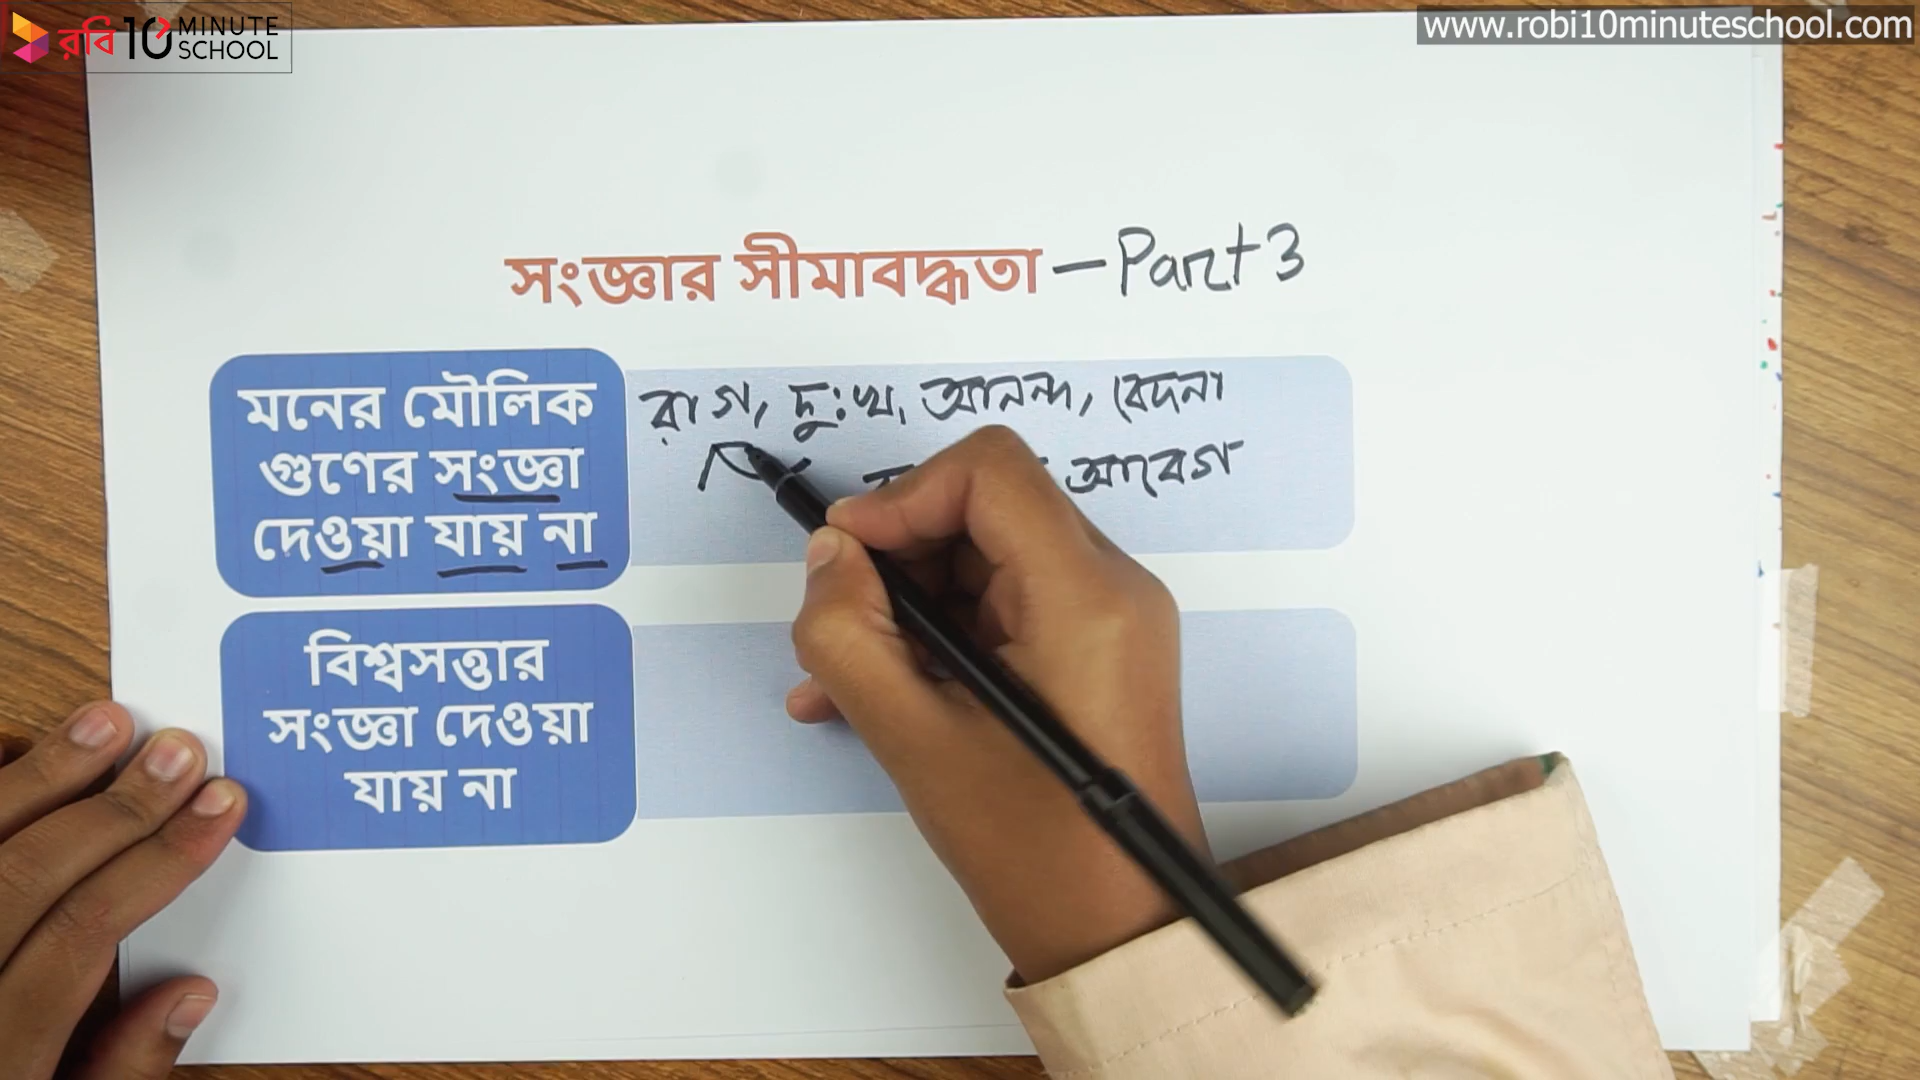 রবি 10 MINUTE SCHOOL
www.robi10minuteschool.com
সংজ্ঞার সীমাবদ্ধতা – Part 3
মনের মৌলিক
গুণের সংজ্ঞা
দেওয়া যায় না
রাগ, দুঃখ, আনন্দ, বেদনা
আবেগ
বিশ্বসত্তার
সংজ্ঞা দেওয়া
যায় না